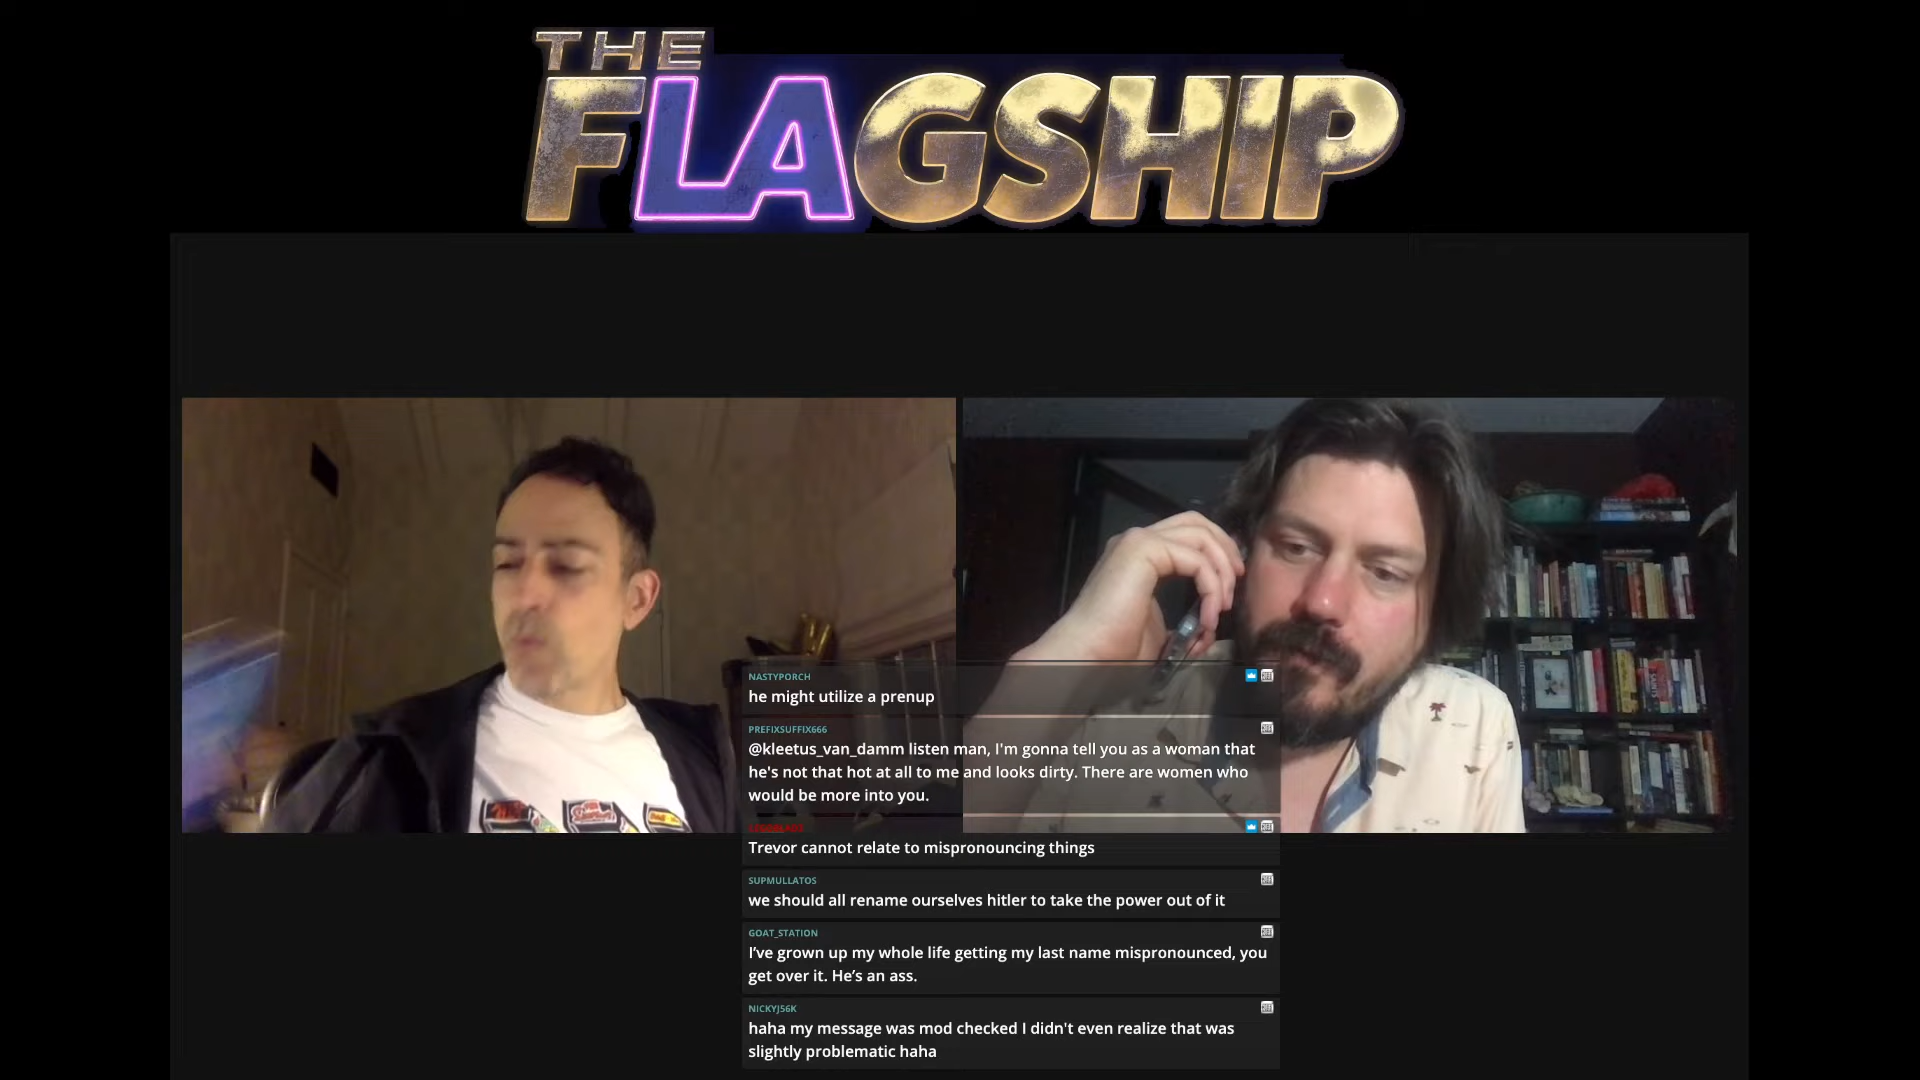 THE
FLAGSHIP
NASTYPORCH
he might utilize a prenup
PREFIXSUFFIX666
@kleetus_van_damm listen man, I'm gonna tell you as a woman that
he's not that hot at all to me and looks dirty. There are women who
would be more into you.
Trevor cannot relate to mispronouncing things
SUPMULLATOS
we should all rename ourselves hitler to take the power out of it
GOAT_STATION
I’ve grown up my whole life getting my last name mispronounced, you
get over it. He’s an ass.
NICKYJ56K
haha my message was mod checked I didn't even realize that was
slightly problematic haha